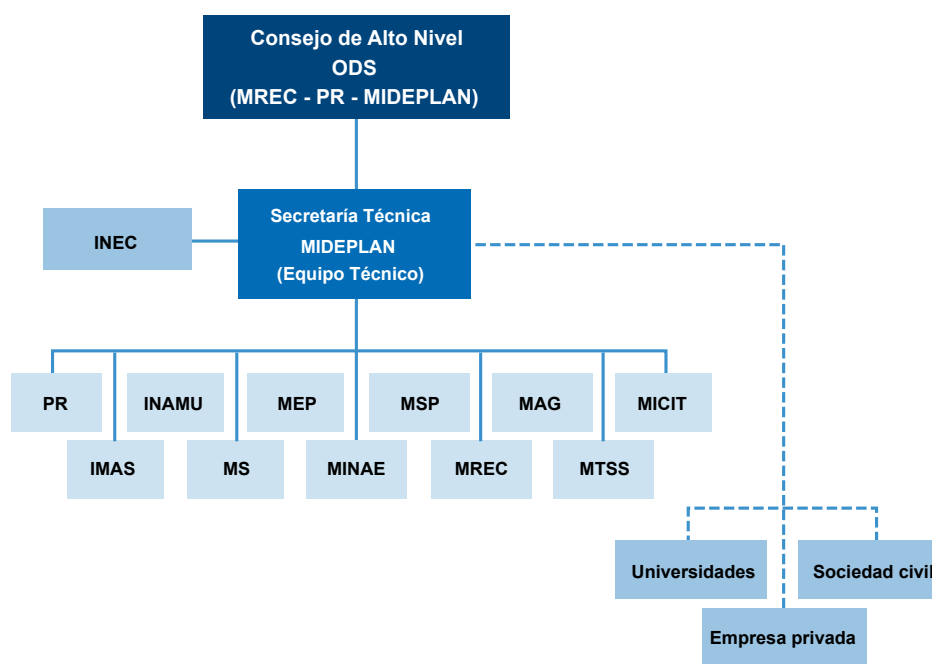 Consejo de Alto Nivel
ODS
(MREC - PR - MIDEPLAN)
Secretaría Técnica
MIDEPLAN
(Equipo Técnico)
INEC
PR
INAMU
MEP
MSP
MAG
MICIT
IMAS
MS
MINAE
MREC
MTSS
Universidades
Sociedad civil
Empresa privada